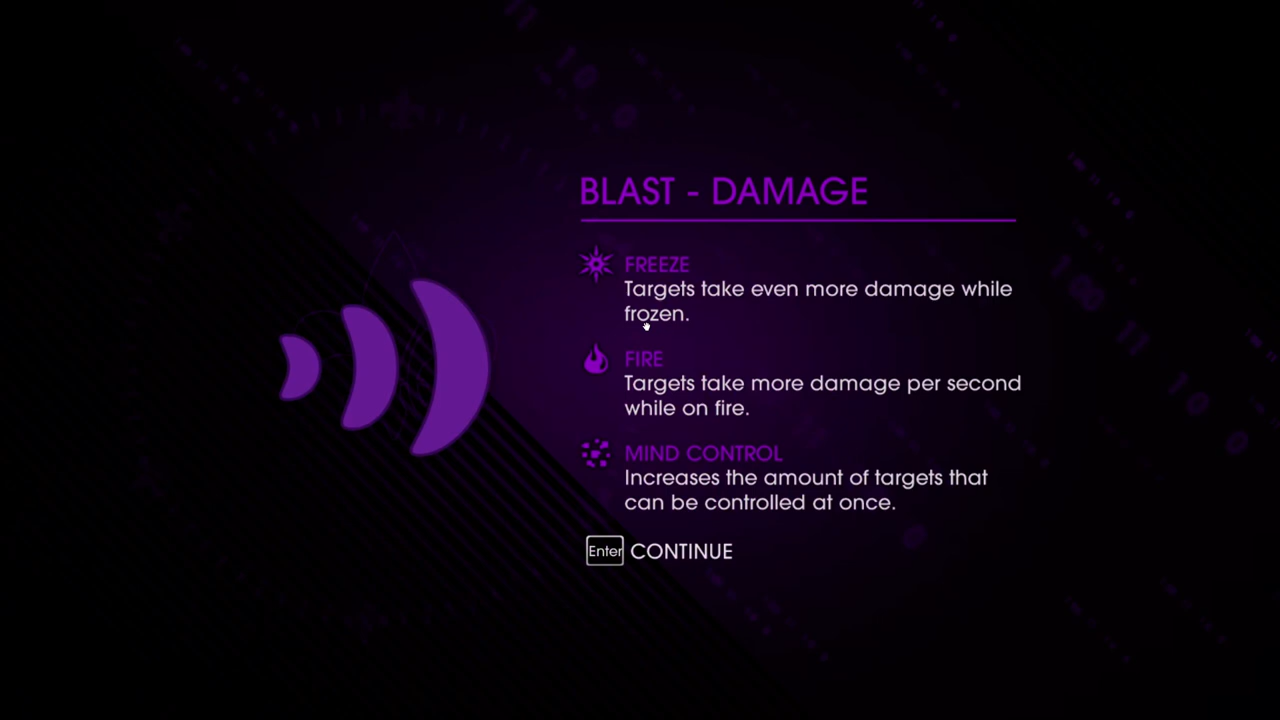 BLAST - DAMAGE
FREEZE
Targets take even more damage while
frozen.
FIRE
Targets take more damage per second
while on fire.
MIND CONTROL
Increases the amount of targets that
can be controlled at once.
Enter CONTINUE